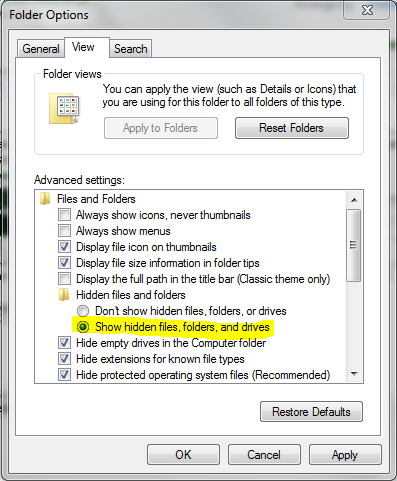 Folder Options
General
View
Search
Folder views
You can apply the view (such as Details or Icons) that
you are using for this folder to all folders of this type.
Apply to Folders
Reset Folders
Advanced settings:
Files and Folders
Always show icons, never thumbnails
Always show menus
Display file icon on thumbnails
Display file size information in folder tips
Display the full path in the title bar (Classic theme only)
Hidden files and folders
Don't show hidden files, folders, or drives
Show hidden files, folders, and drives
Hide empty drives in the Computer folder
Hide extensions for known file types
Hide protected operating system files (Recommended)
Restore Defaults
OK
Cancel
Apply